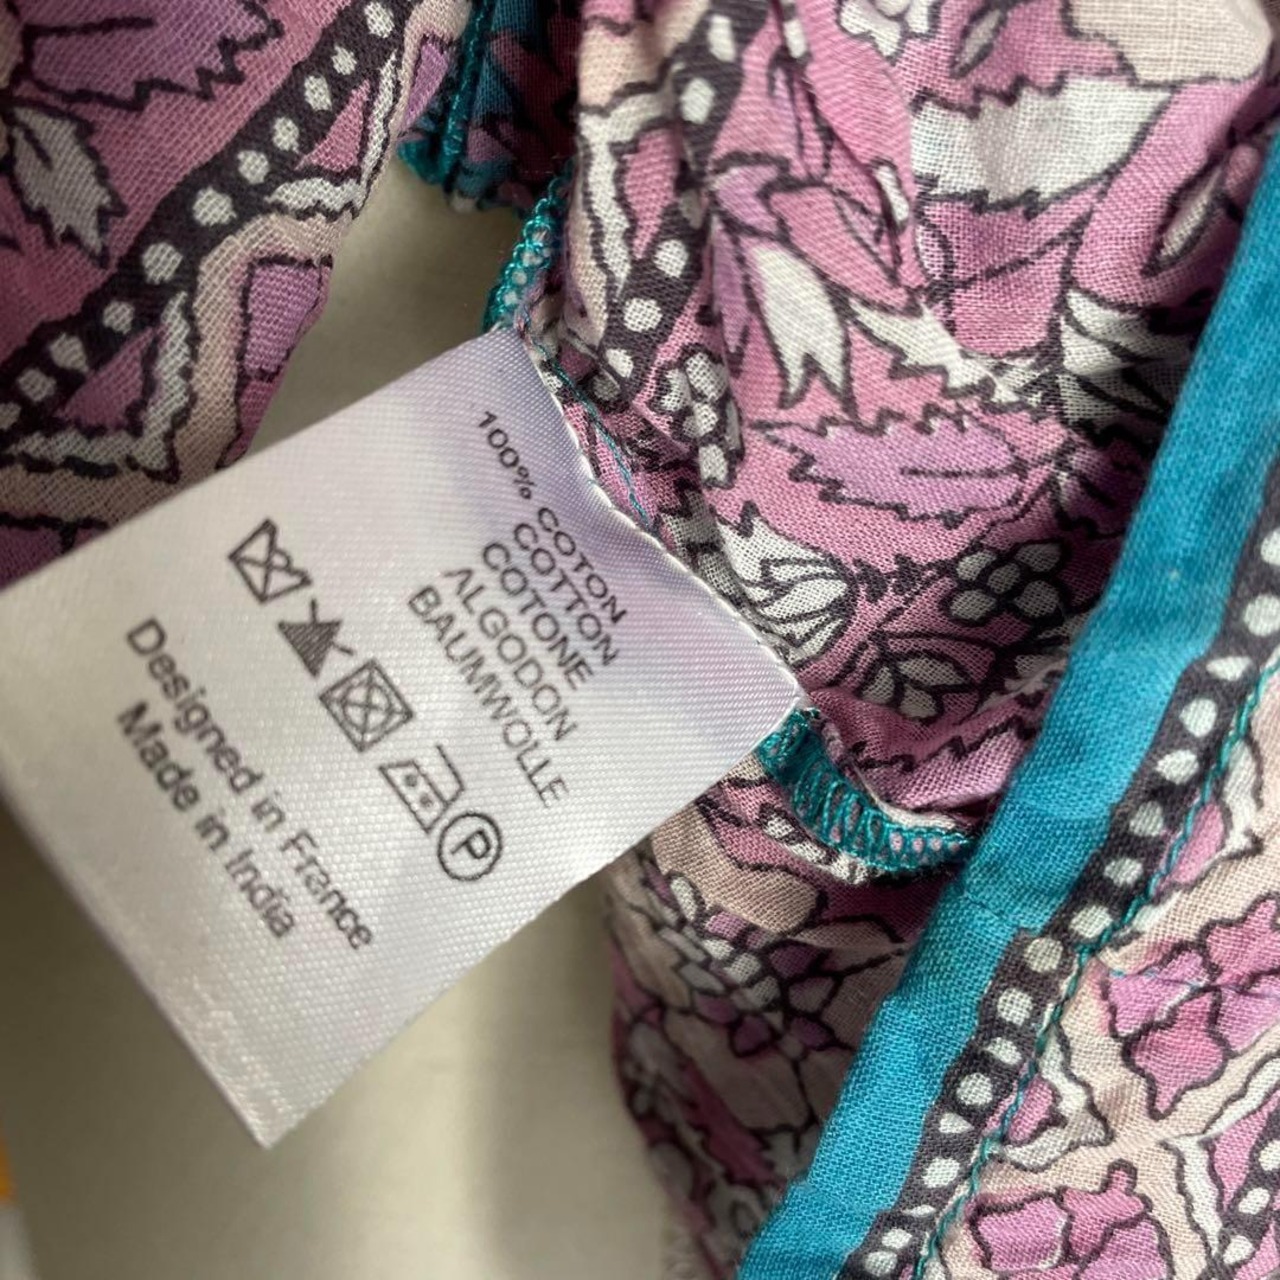 100% COTON
COTTON
COTONE
ALGODON
BAUMWOLLE
P
Designed in France
Made in India